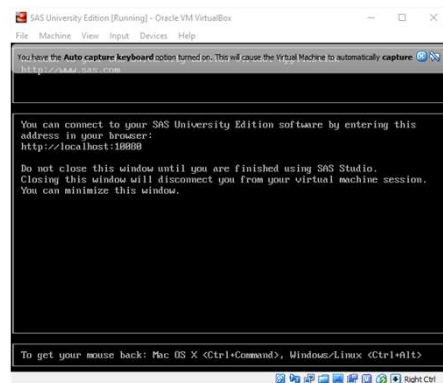 SAS University Edition [Running] - Oracle VM VirtualBox
File Machine View Input Devices Help
You have the Auto capture keyboard option turned on. This will cause the Virtual Machine to automatically capture
http://www.sas.com
You can connect to your SAS University Edition software by entering this
address in your browser:
http://localhost:10080
Do not close this window until you are finished using SAS Studio.
Closing this window will disconnect you from your virtual machine session.
You can minimize this window.
To get your mouse back: Mac OS X <Ctrl+Command>, Windows/Linux <Ctrl+Alt>
Right Ctrl